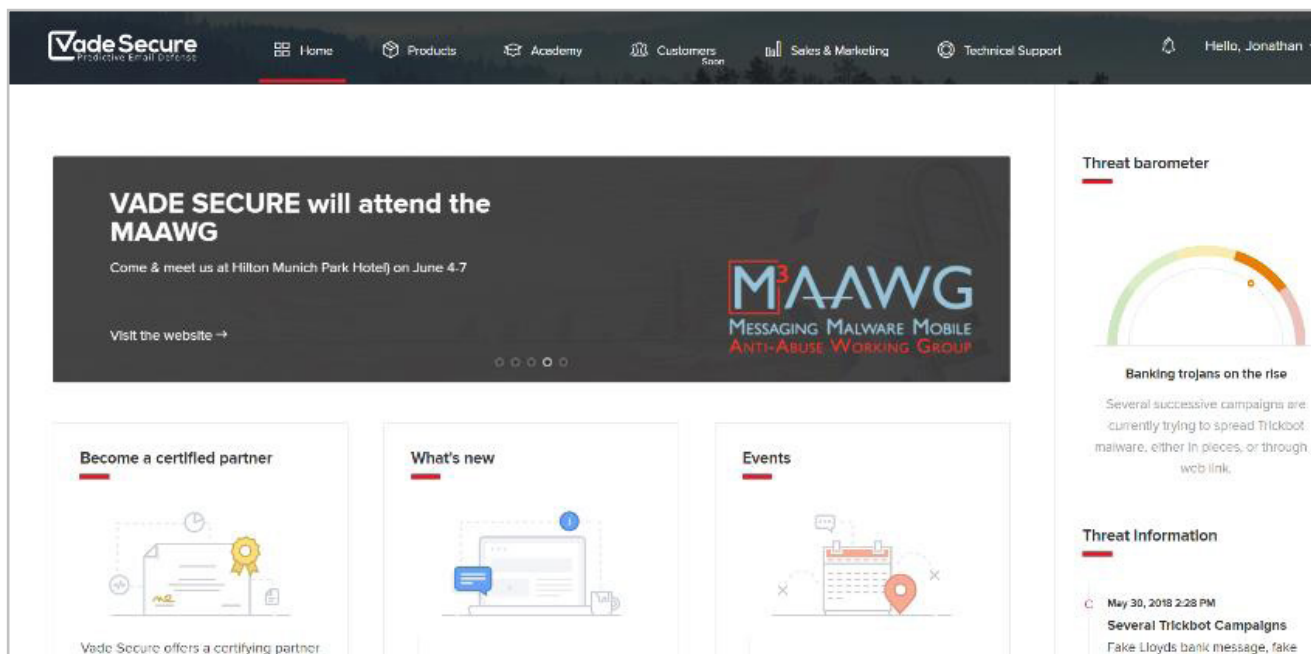 Vade Secure
Predictive Email Defense
Home
Products
Academy
Customers
Soon
Sales & Marketing
Technical Support
Hello, Jonathan
VADE SECURE will attend the
MAAWG
Come & meet us at Hilton Munich Park Hotel) on June 4-7
Visit the website →
M3AAWG
MESSAGING MALWARE MOBILE
ANTI-ABUSE WORKING GROUP
Threat barometer
Banking trojans on the rise
Several successive campaigns are
currently trying to spread Trickbot
malware, either in pieces, or through
web link.
Become a certified partner
me
Vade Secure offers a certifying partner
What's new
i
Events
Threat Information
May 30, 2018 2:28 PM
Several Trickbot Campaigns
Fake Lloyds bank message, fake